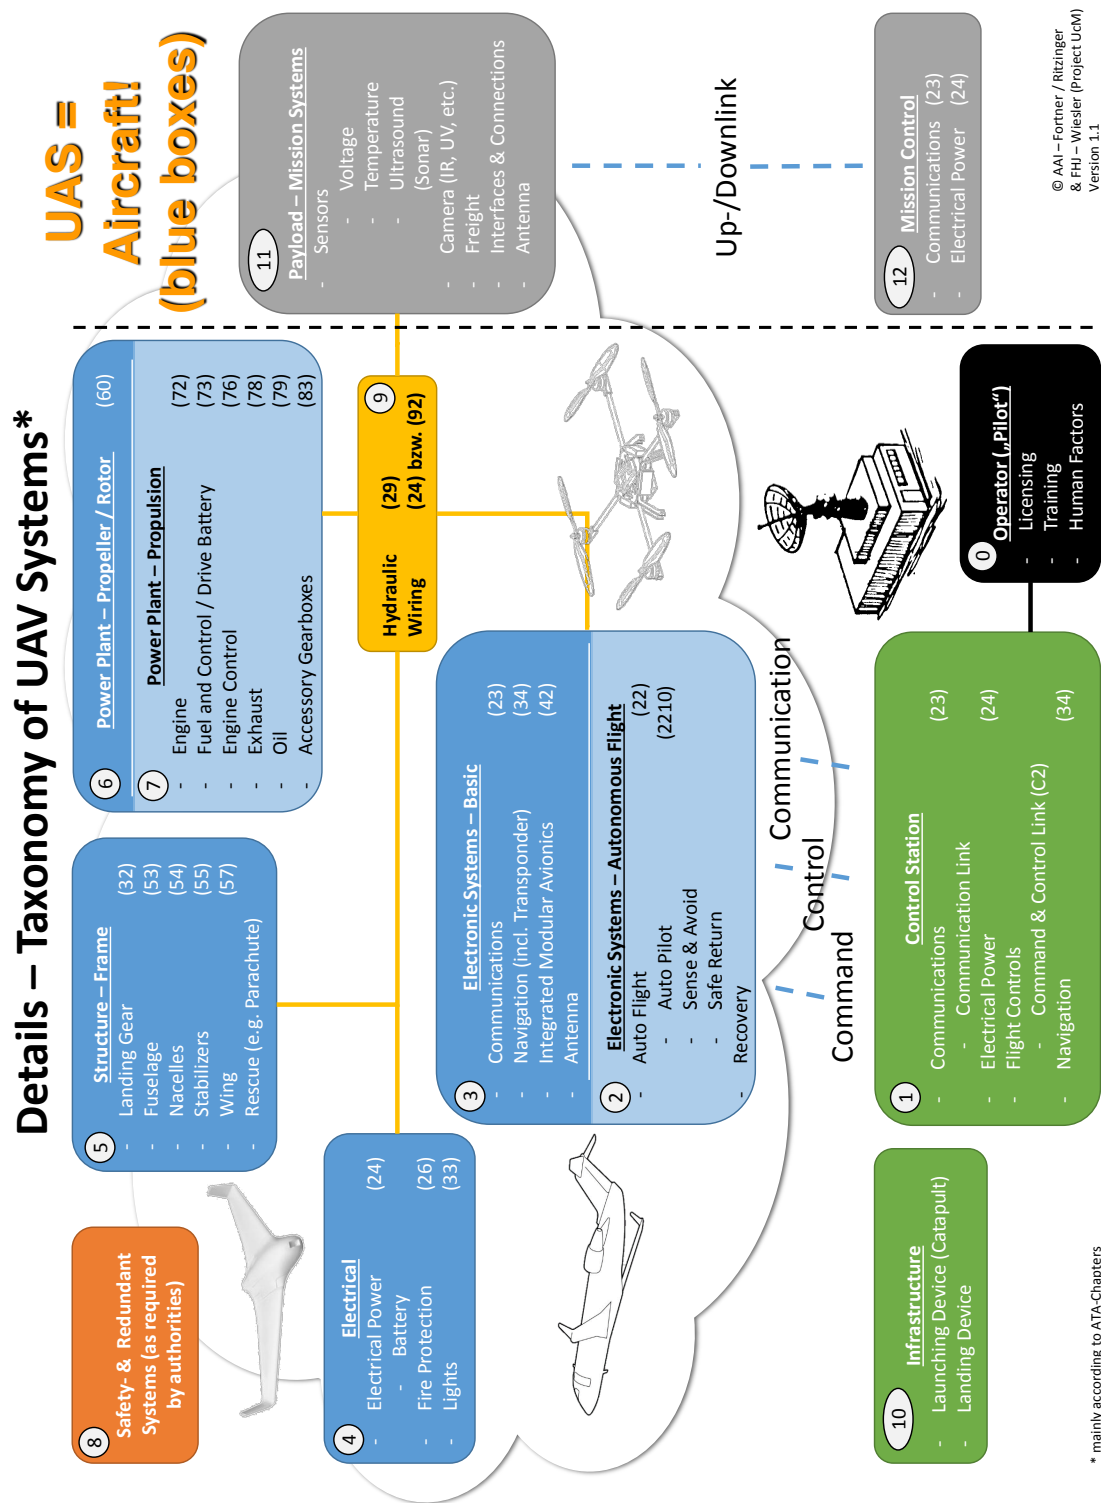 Details – Taxonomy of UAV Systems*
UAS =
Aircraft!
(blue boxes)
8
Safety- & Redundant
Systems (as required
by authorities)
5
Structure – Frame
- Landing Gear (32)
- Fuselage (53)
- Nacelles (54)
- Stabilizers (55)
- Wing (57)
- Rescue (e.g. Parachute)
6
Power Plant – Propeller / Rotor (60)
7
Power Plant – Propulsion
- Engine (72)
- Fuel and Control / Drive Battery (73)
- Engine Control (76)
- Exhaust (78)
- Oil (79)
- Accessory Gearboxes (83)
11
Payload – Mission Systems
- Sensors
- Voltage
- Temperature
- Ultrasound
(Sonar)
- Camera (IR, UV, etc.)
- Freight
- Interfaces & Connections
- Antenna
4
Electrical
- Electrical Power (24)
- Battery
- Fire Protection (26)
- Lights (33)
9
Hydraulic (29)
Wiring (24) bzw. (92)
3
Electronic Systems – Basic
- Communications (23)
- Navigation (incl. Transponder) (34)
- Integrated Modular Avionics (42)
- Antenna
2
Electronic Systems – Autonomous Flight
- Auto Flight (22)
- Auto Pilot (2210)
- Sense & Avoid
- Safe Return
- Recovery
Up-/Downlink
Command
Control
Communication
10
Infrastructure
- Launching Device (Catapult)
- Landing Device
1
Control Station
- Communications (23)
- Communication Link
- Electrical Power (24)
- Flight Controls
- Command & Control Link (C2)
- Navigation (34)
0
Operator („Pilot“)
- Licensing
- Training
- Human Factors
12
Mission Control
- Communications (23)
- Electrical Power (24)
* mainly according to ATA-Chapters
© AAI – Fortner / Ritzinger
& FHJ – Wiesler (Project UcM)
Version 1.1